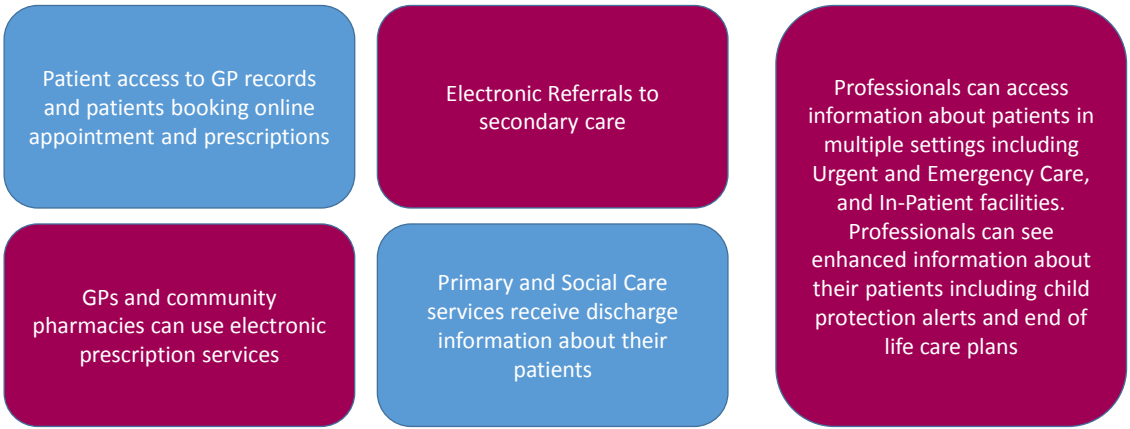 Patient access to GP records
and patients booking online
appointment and prescriptions
Electronic Referrals to
secondary care
GPs and community
pharmacies can use electronic
prescription services
Primary and Social Care
services receive discharge
information about their
patients
Professionals can access
information about patients in
multiple settings including
Urgent and Emergency Care,
and In-Patient facilities.
Professionals can see
enhanced information about
their patients including child
protection alerts and end of
life care plans